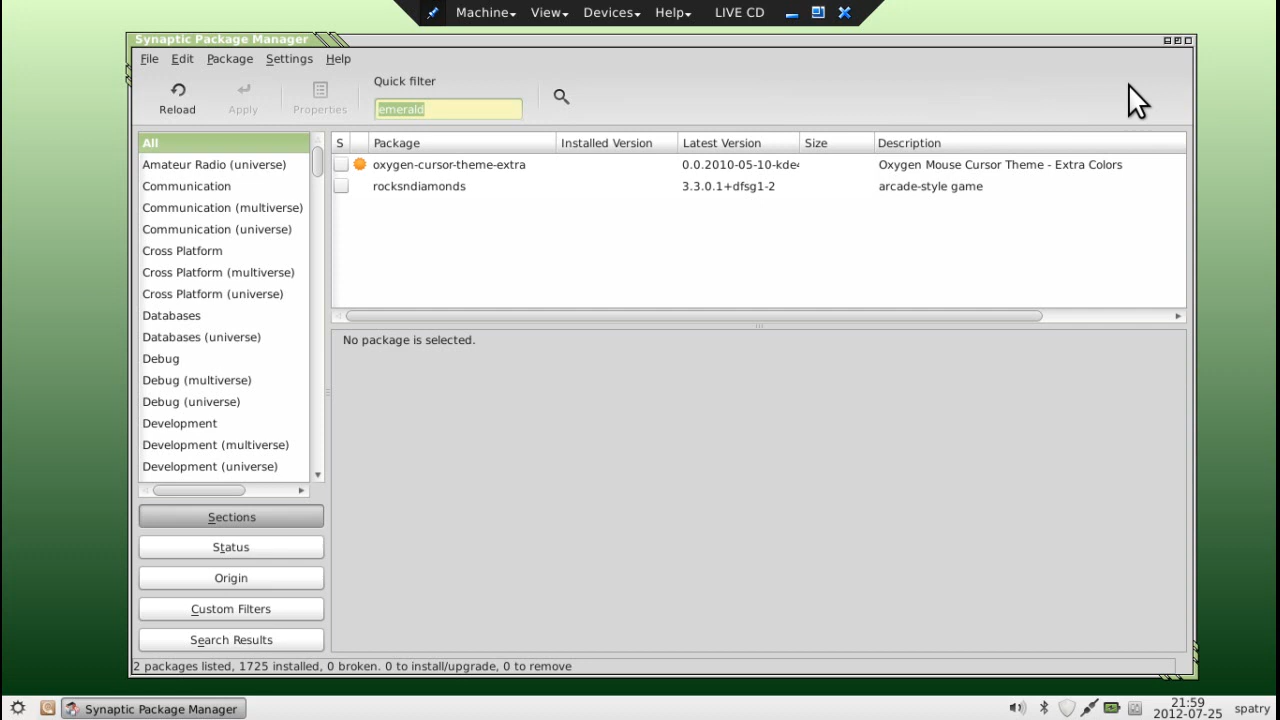 Machine View Devices Help LIVE CD
Synaptic Package Manager
File Edit Package Settings Help
Quick filter
Reload Apply Properties
emerald
All
Amateur Radio (universe)
Communication
Communication (multiverse)
Communication (universe)
Cross Platform
Cross Platform (multiverse)
Cross Platform (universe)
Databases
Databases (universe)
Debug
Debug (multiverse)
Debug (universe)
Development
Development (multiverse)
Development (universe)
Sections
Status
Origin
Custom Filters
Search Results
S Package Installed Version Latest Version Size Description
oxygen-cursor-theme-extra 0.0.2010-05-10-kde4 Oxygen Mouse Cursor Theme - Extra Colors
rocksndiamonds 3.3.0.1+dfsg1-2 arcade-style game
No package is selected.
2 packages listed, 1725 installed, 0 broken. 0 to install/upgrade, 0 to remove
Synaptic Package Manager
21:59
2012-07-25
spatry